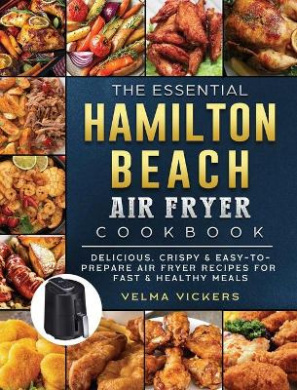 THE ESSENTIAL
HAMILTON
BEACH
AIR FRYER
COOKBOOK
DELICIOUS, CRISPY & EASY-TO-
PREPARE AIR FRYER RECIPES FOR
FAST & HEALTHY MEALS
VELMA VICKERS